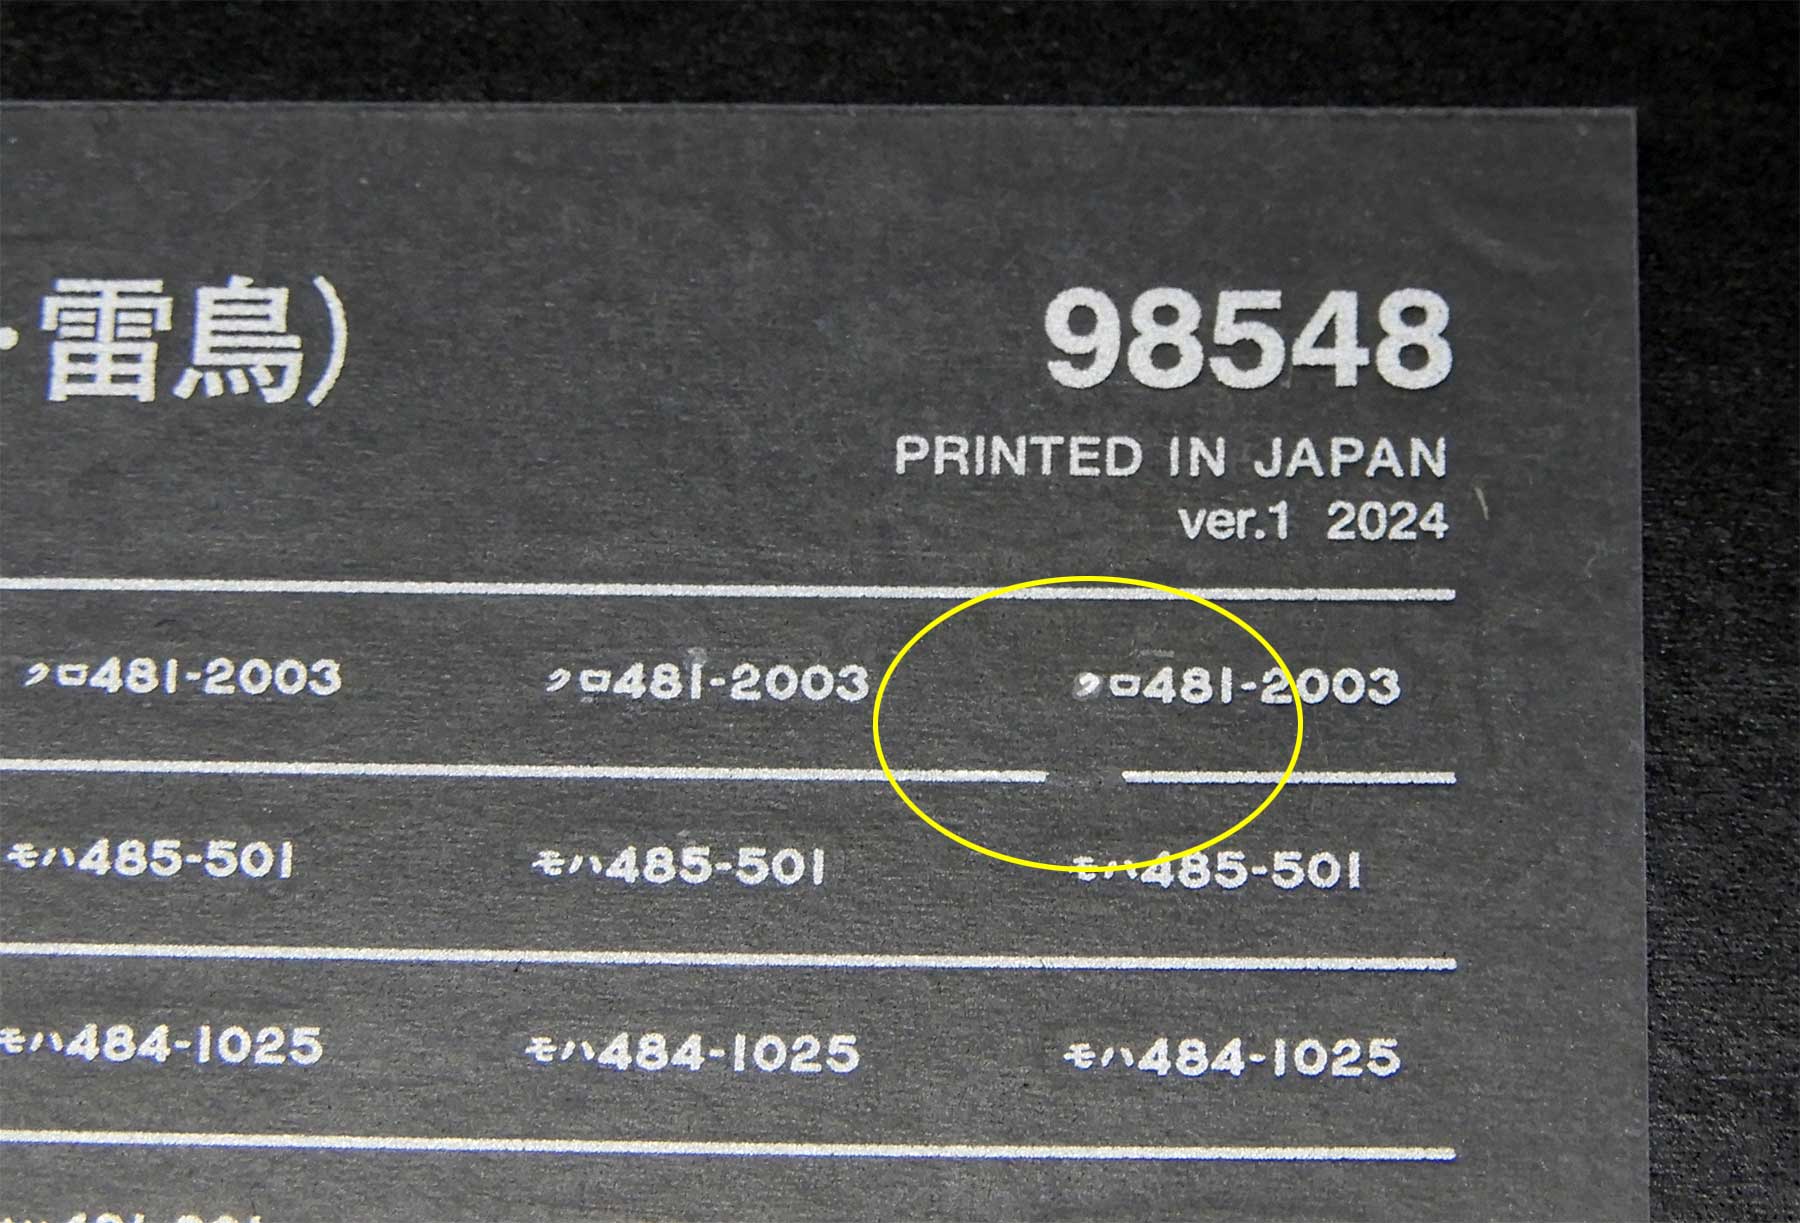 ・雷鳥)
98548
PRINTED IN JAPAN
ver.1 2024
クロ481-2003 クロ481-2003 クロ481-2003
モハ485-501 モハ485-501 モハ485-501
モハ484-1025 モハ484-1025 モハ484-1025